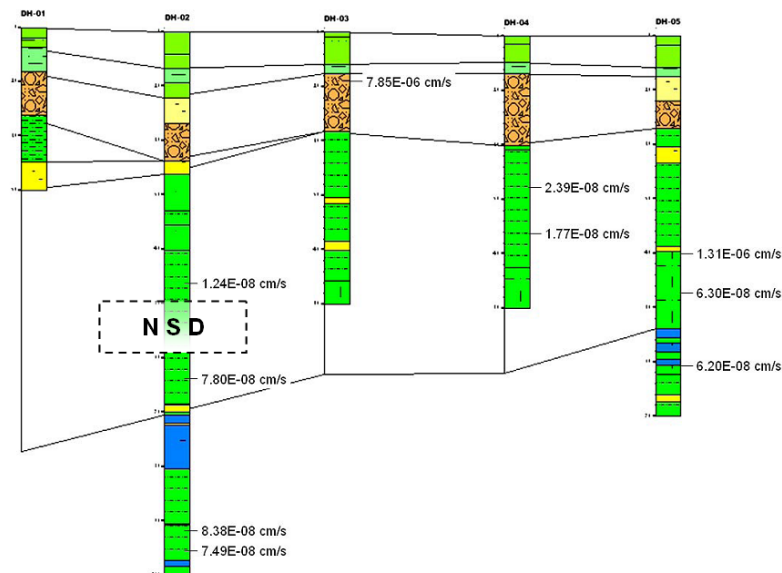 DH-01
DH-02
DH-03
DH-04
DH-05
7.85E-06 cm/s
2.39E-08 cm/s
1.77E-08 cm/s
1.31E-06 cm/s
1.24E-08 cm/s
6.30E-08 cm/s
N S D
6.20E-08 cm/s
7.80E-08 cm/s
8.38E-08 cm/s
7.49E-08 cm/s